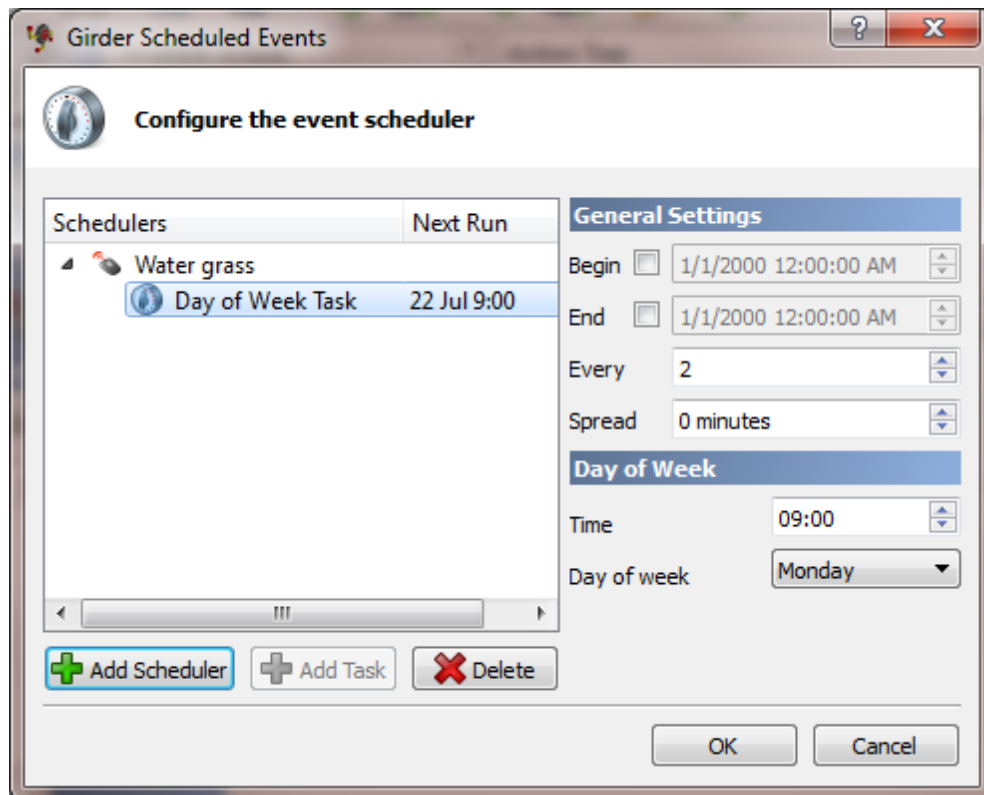 Girder Scheduled Events
Configure the event scheduler
Schedulers Next Run
Water grass
Day of Week Task 22 Jul 9:00
General Settings
Begin 1/1/2000 12:00:00 AM
End 1/1/2000 12:00:00 AM
Every 2
Spread 0 minutes
Day of Week
Time 09:00
Day of week Monday
Add Scheduler Add Task Delete
OK Cancel